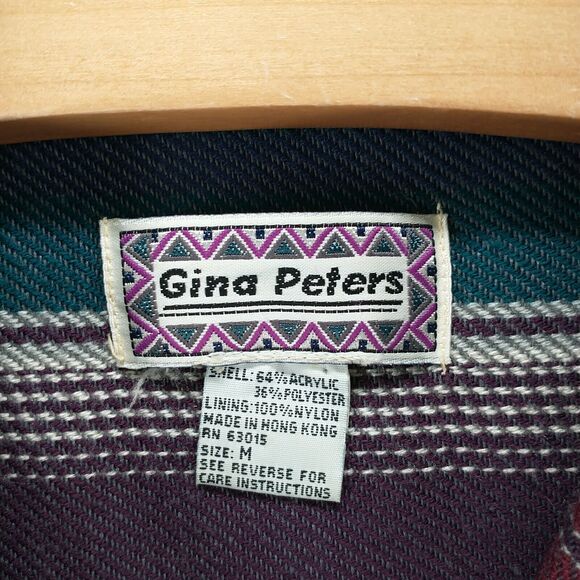 Gina Peters
SHELL: 64% ACRYLIC
36% POLYESTER
LINING: 100% NYLON
MADE IN HONG KONG
RN 63015
SIZE: M
SEE REVERSE FOR
CARE INSTRUCTIONS